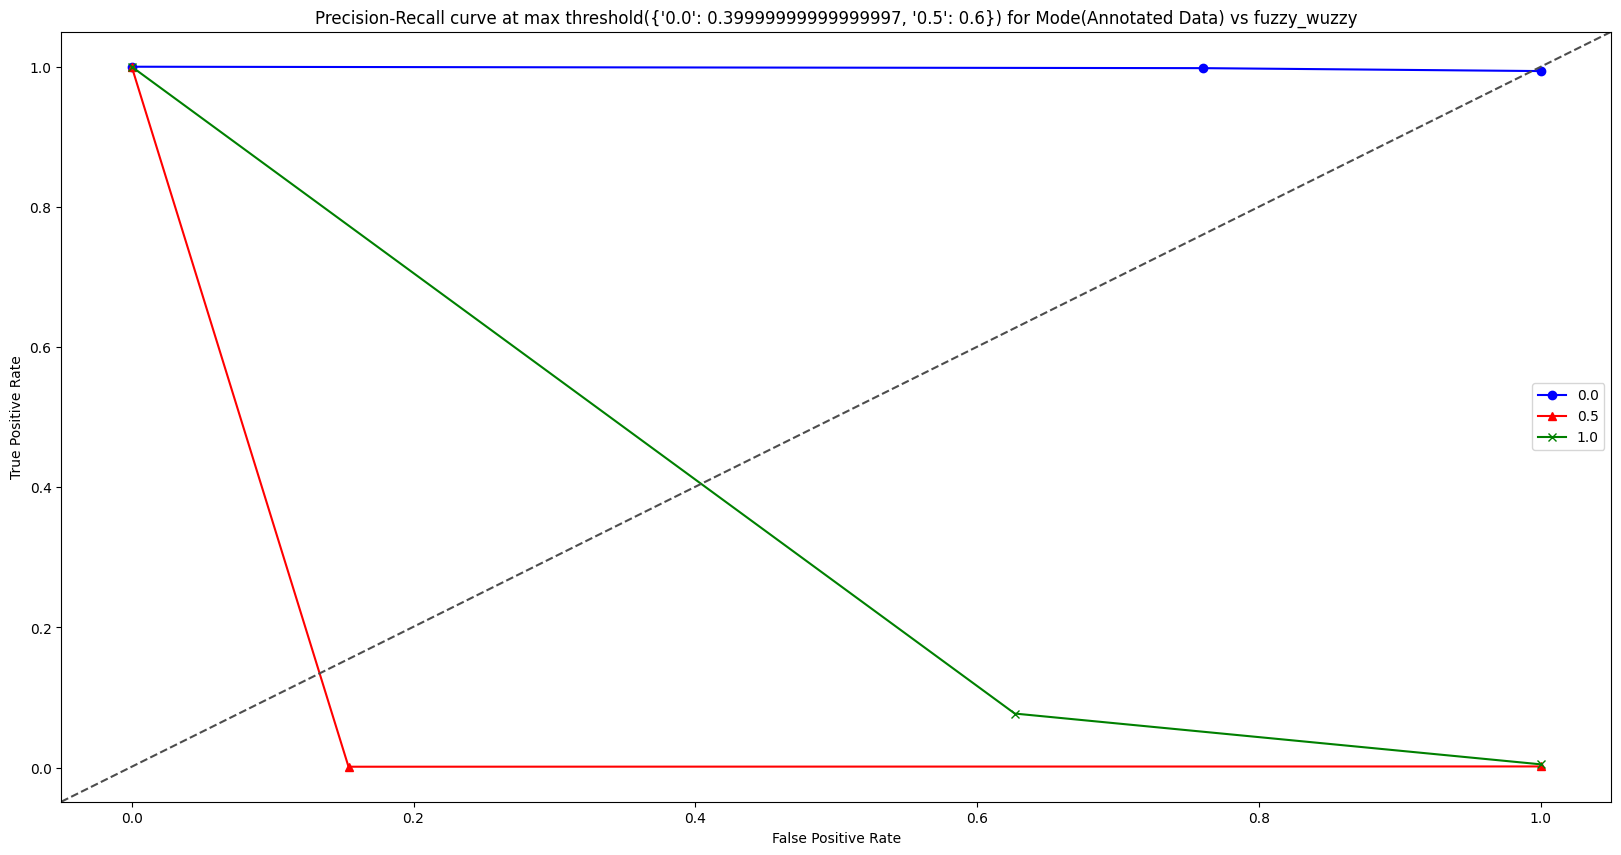 Precision-Recall curve at max threshold({'0.0': 0.39999999999999997, '0.5': 0.6}) for Mode(Annotated Data) vs fuzzy_wuzzy
1.0
0.8
0.6
0.4
0.2
0.0
True Positive Rate
0.0
0.5
1.0
0.0 0.2 0.4 0.6 0.8 1.0
False Positive Rate